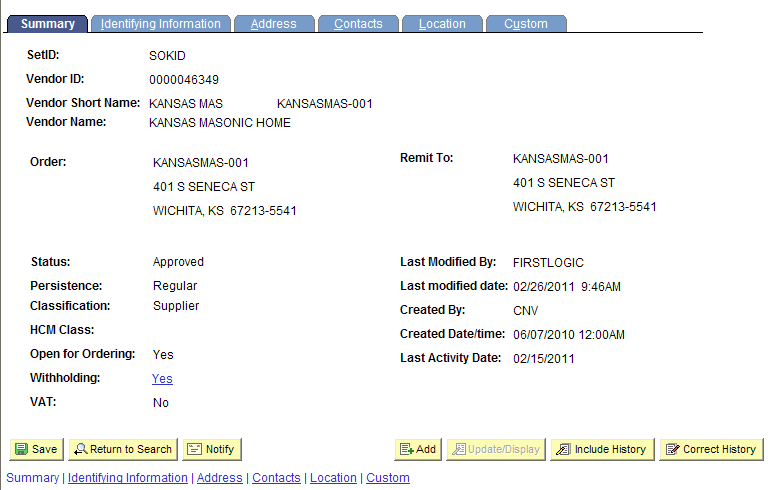 Summary Identifying Information Address Contacts Location Custom
SetID: SOKID
Vendor ID: 0000046349
Vendor Short Name: KANSAS MAS KANSASMAS-001
Vendor Name: KANSAS MASONIC HOME
Order: KANSASMAS-001 Remit To: KANSASMAS-001
401 S SENECA ST 401 S SENECA ST
WICHITA, KS 67213-5541 WICHITA, KS 67213-5541
Status: Approved Last Modified By: FIRSTLOGIC
Persistence: Regular Last modified date: 02/26/2011 9:46AM
Classification: Supplier Created By: CNV
HCM Class: Created Date/time: 06/07/2010 12:00AM
Open for Ordering: Yes Last Activity Date: 02/15/2011
Withholding: Yes
VAT: No
Save Return to Search Notify Add Update/Display Include History Correct History
Summary | Identifying Information | Address | Contacts | Location | Custom